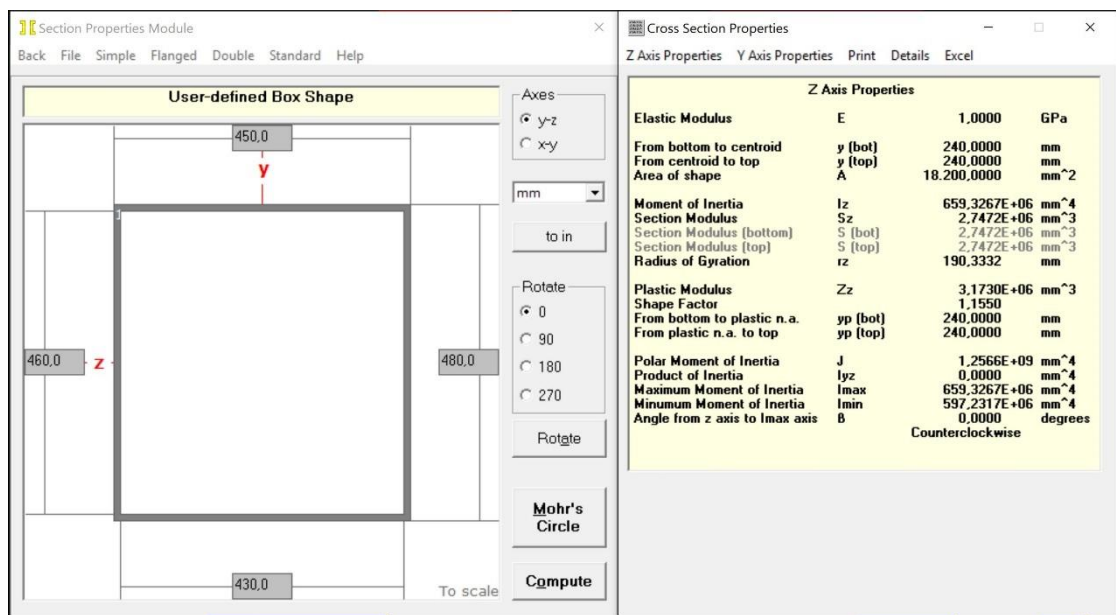 Section Properties Module
Back File Simple Flanged Double Standard Help
User-defined Box Shape
450,0
y
1
460,0
z
480,0
430,0
To scale
Axes
y-z
x-y
mm
to in
Rotate
0
90
180
270
Rotate
Mohr's
Circle
Compute
Cross Section Properties
Z Axis Properties Y Axis Properties Print Details Excel
Z Axis Properties
Elastic Modulus E 1,0000 GPa
From bottom to centroid y (bot) 240,0000 mm
From centroid to top y (top) 240,0000 mm
Area of shape A 18.200,0000 mm^2
Moment of Inertia Iz 659,3267E+06 mm^4
Section Modulus Sz 2,7472E+06 mm^3
Section Modulus (bottom) S (bot) 2,7472E+06 mm^3
Section Modulus (top) S (top) 2,7472E+06 mm^3
Radius of Gyration rz 190,3332 mm
Plastic Modulus Zz 3,1730E+06 mm^3
Shape Factor 1,1550
From bottom to plastic n.a. yp (bot) 240,0000 mm
From plastic n.a. to top yp (top) 240,0000 mm
Polar Moment of Inertia J 1,2566E+09 mm^4
Product of Inertia Iyz 0,0000 mm^4
Maximum Moment of Inertia Imax 659,3267E+06 mm^4
Minumum Moment of Inertia Imin 597,2317E+06 mm^4
Angle from z axis to Imax axis ß 0,0000 degrees
Counterclockwise